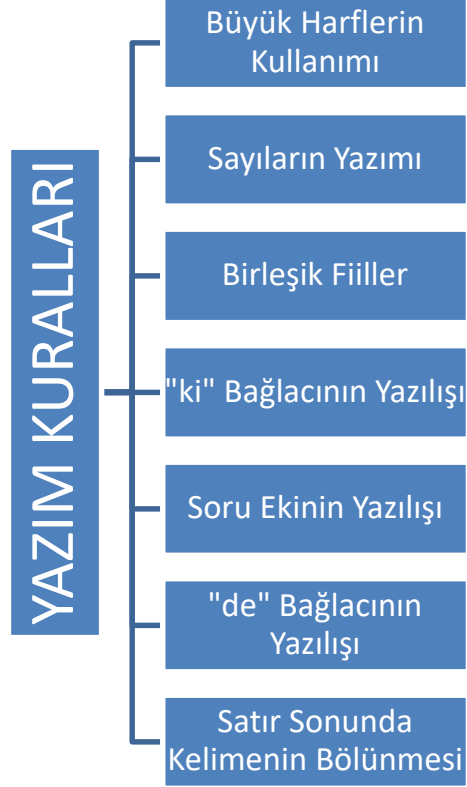 YAZIM KURALLARI
Büyük Harflerin
Kullanımı
Sayıların Yazımı
Birleşik Fiiller
"ki" Bağlacının Yazılışı
Soru Ekinin Yazılışı
"de" Bağlacının
Yazılışı
Satır Sonunda
Kelimenin Bölünmesi